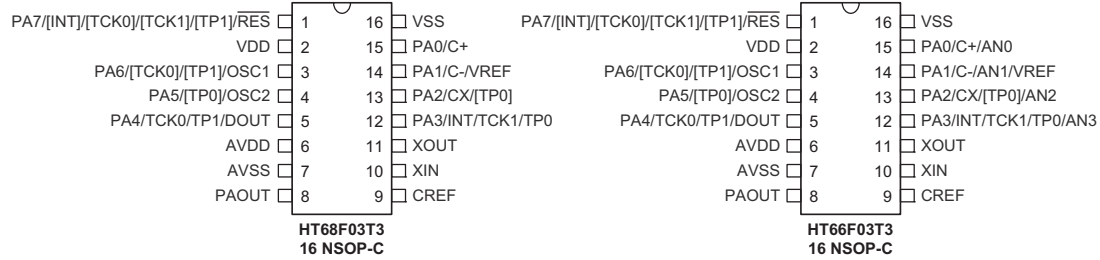 PA7/[INT]/[TCK0]/[TCK1]/[TP1]/RES 1 16 VSS
VDD 2 15 PA0/C+
PA6/[TCK0]/[TP1]/OSC1 3 14 PA1/C-/VREF
PA5/[TP0]/OSC2 4 13 PA2/CX/[TP0]
PA4/TCK0/TP1/DOUT 5 12 PA3/INT/TCK1/TP0
AVDD 6 11 XOUT
AVSS 7 10 XIN
PAOUT 8 9 CREF
HT68F03T3
16 NSOP-C
PA7/[INT]/[TCK0]/[TCK1]/[TP1]/RES 1 16 VSS
VDD 2 15 PA0/C+/AN0
PA6/[TCK0]/[TP1]/OSC1 3 14 PA1/C-/AN1/VREF
PA5/[TP0]/OSC2 4 13 PA2/CX/[TP0]/AN2
PA4/TCK0/TP1/DOUT 5 12 PA3/INT/TCK1/TP0/AN3
AVDD 6 11 XOUT
AVSS 7 10 XIN
PAOUT 8 9 CREF
HT66F03T3
16 NSOP-C